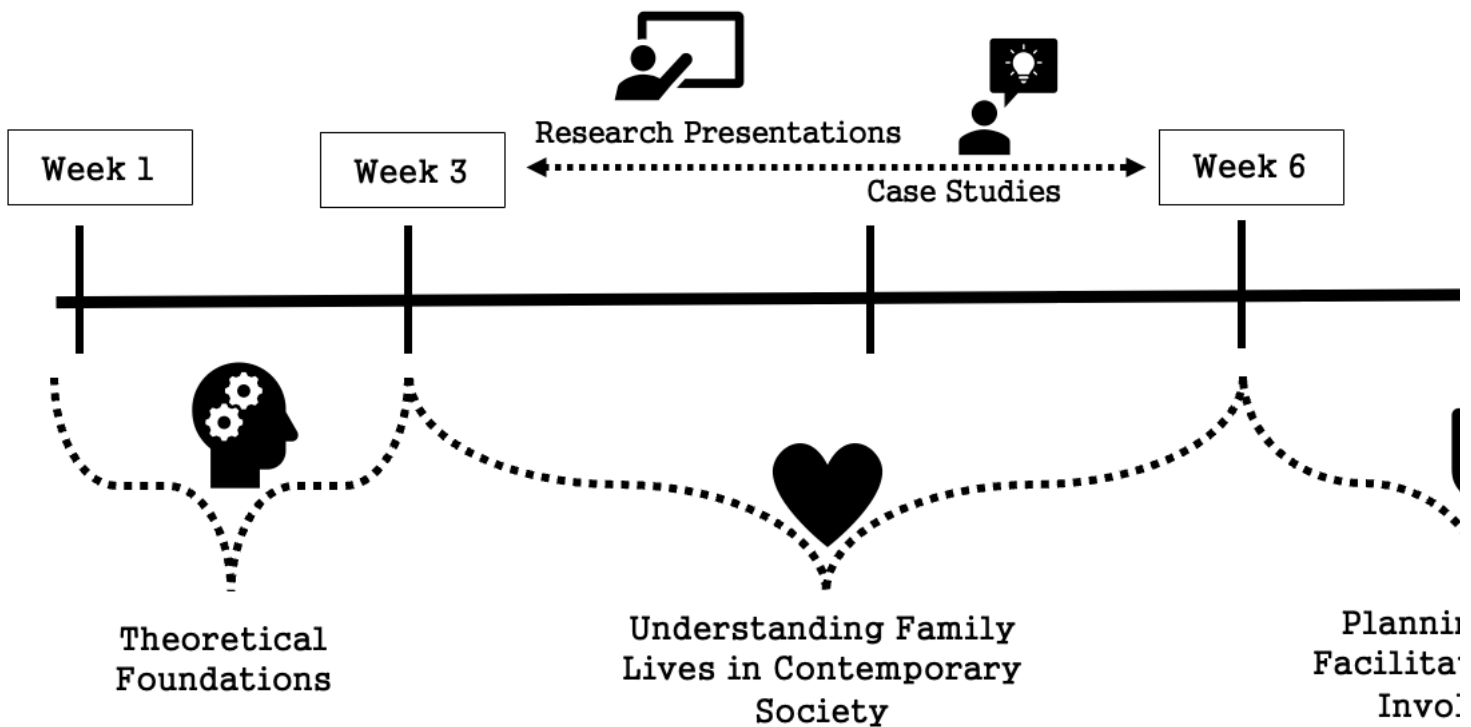 Research Presentations
Week 1
Week 3
Week 6
Case Studies
Theoretical
Foundations
Understanding Family
Lives in Contemporary
Society